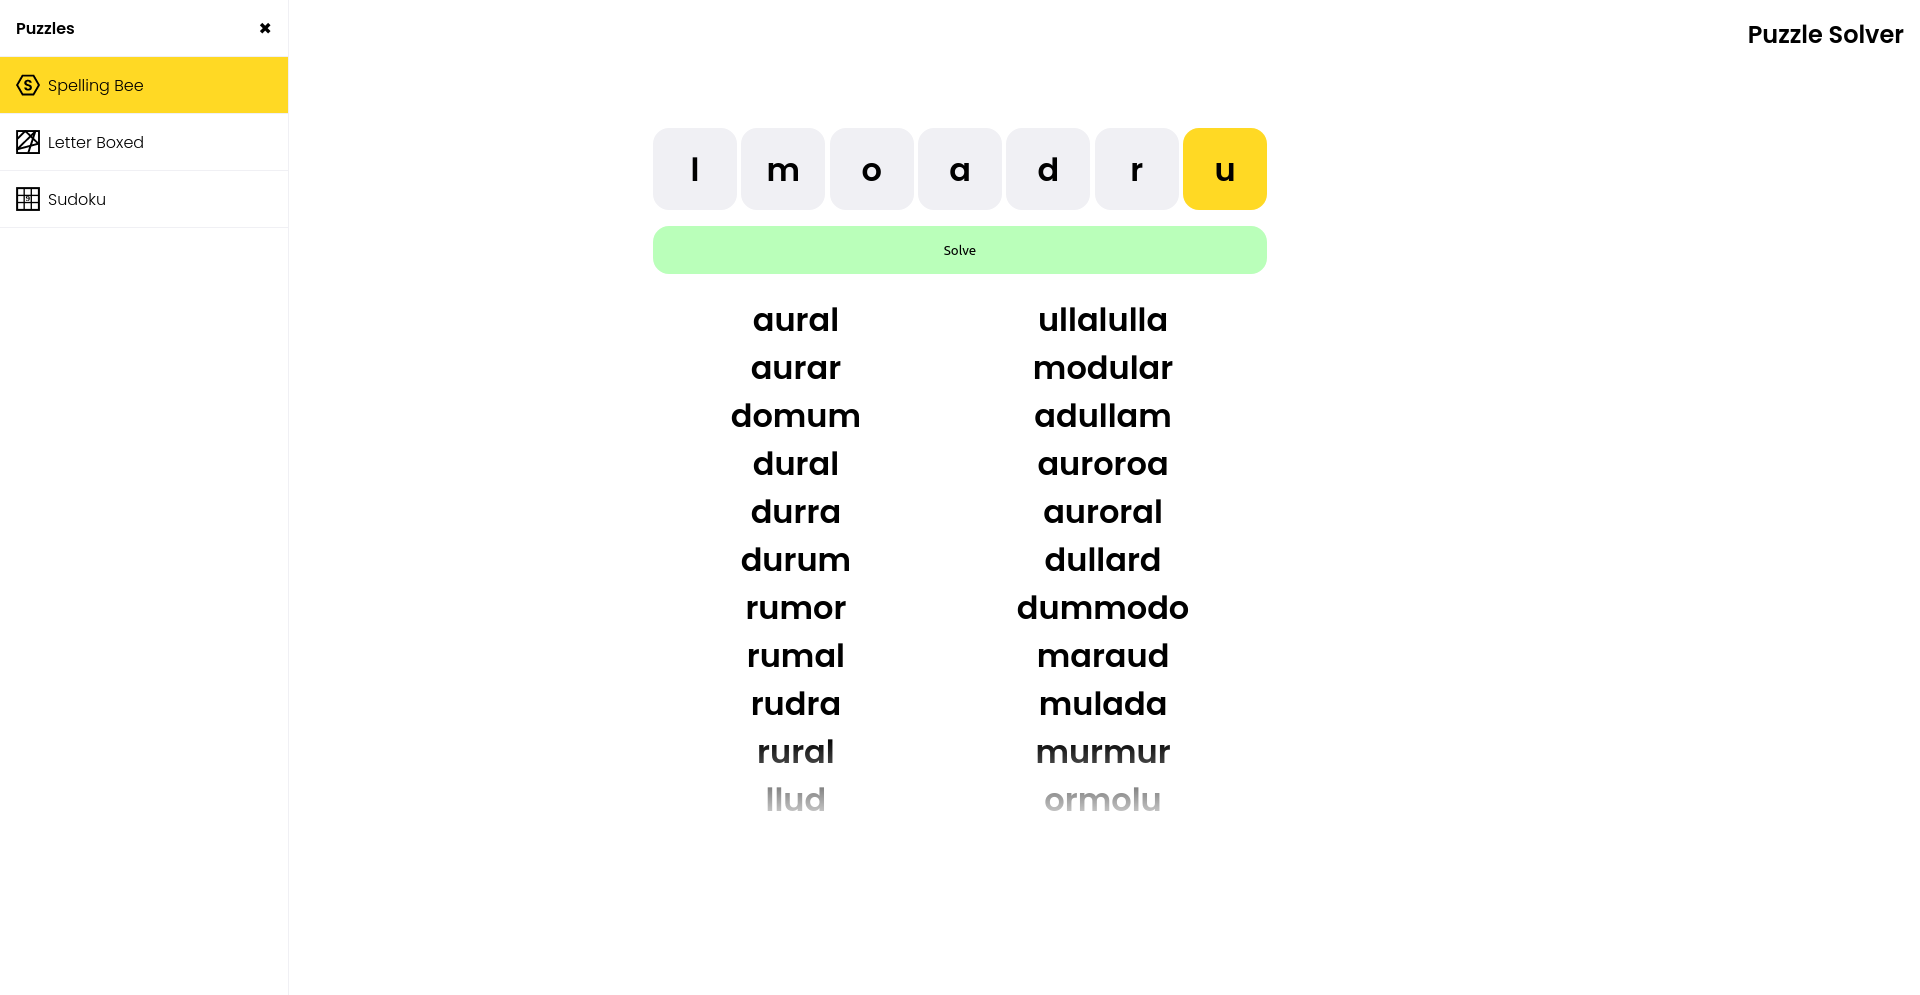 Puzzles ✖
Spelling Bee
Letter Boxed
Sudoku
Puzzle Solver
l m o a d r u
Solve
aural ullalulla
aurar modular
domum adullam
dural auroroa
durra auroral
durum dullard
rumor dummodo
rumal maraud
rudra mulada
rural murmur
llud ormolu